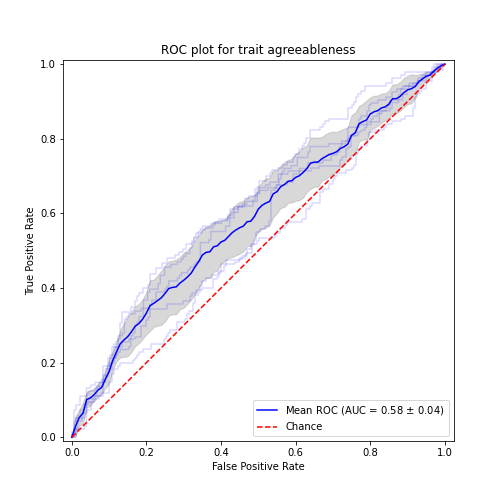 ROC plot for trait agreeableness
1.0
0.8
0.6
0.4
0.2
0.0
True Positive Rate
Mean ROC (AUC = 0.58 ± 0.04)
Chance
0.0 0.2 0.4 0.6 0.8 1.0
False Positive Rate